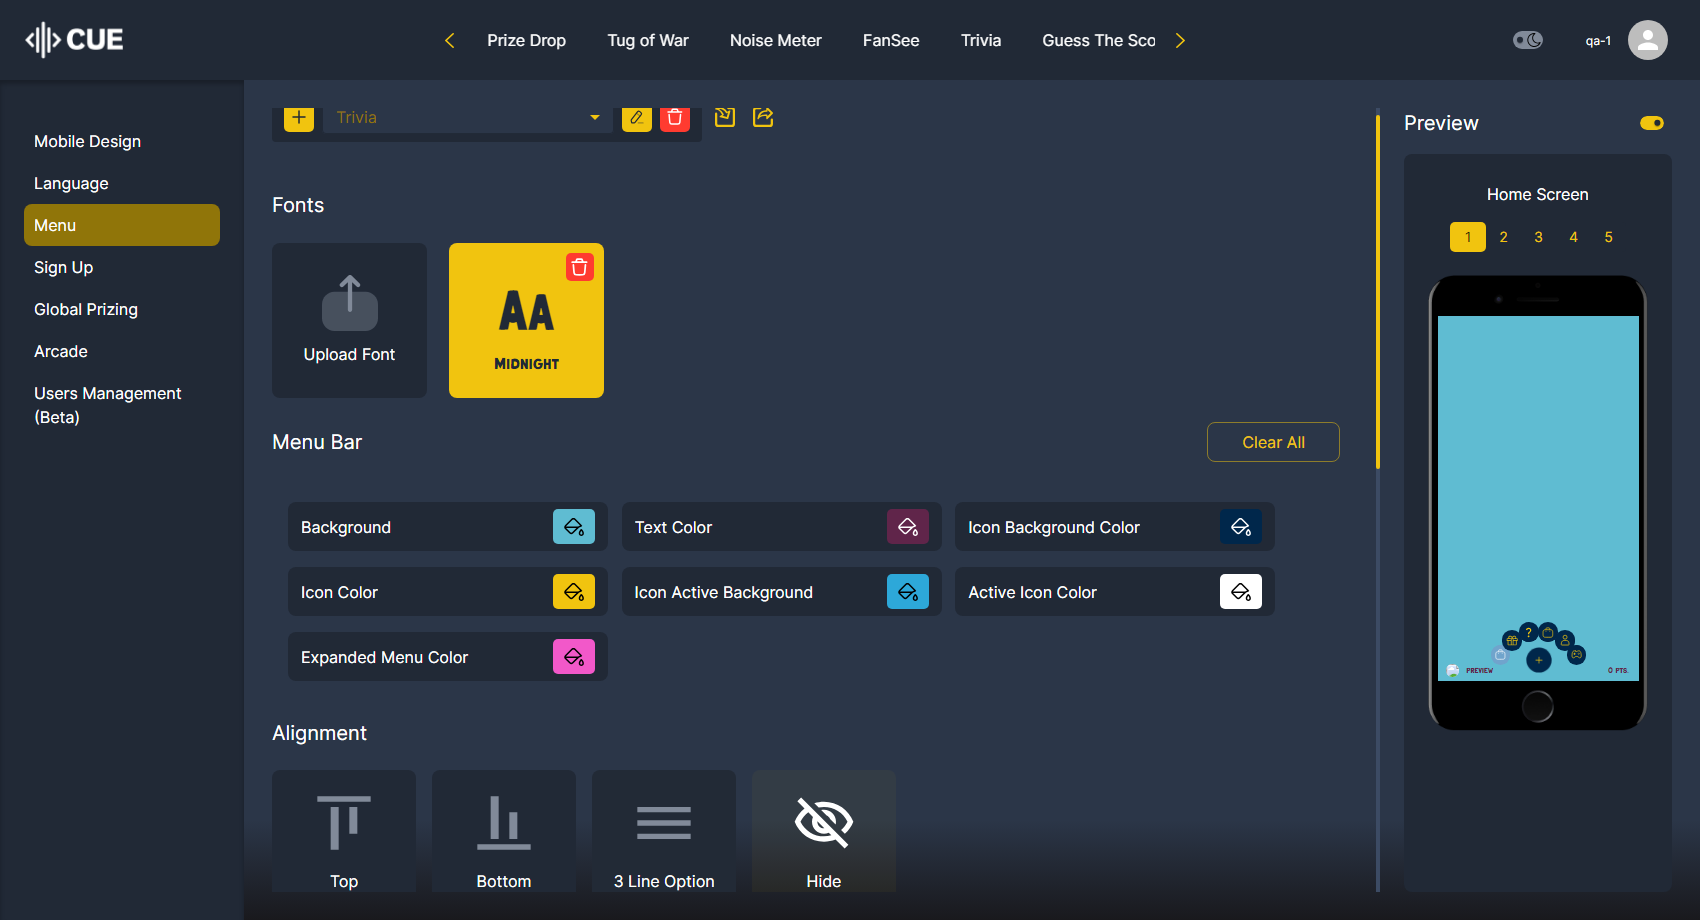 CUE
Prize Drop
Tug of War
Noise Meter
FanSee
Trivia
Guess The Sco
qa-1
Mobile Design
Language
Menu
Sign Up
Global Prizing
Arcade
Users Management
(Beta)
Trivia
Fonts
Upload Font
AA
MIDNIGHT
Menu Bar
Clear All
Background
Text Color
Icon Background Color
Icon Color
Icon Active Background
Active Icon Color
Expanded Menu Color
Alignment
Top
Bottom
3 Line Option
Hide
Preview
Home Screen
1 2 3 4 5
?
PREVIEW
0 PTS